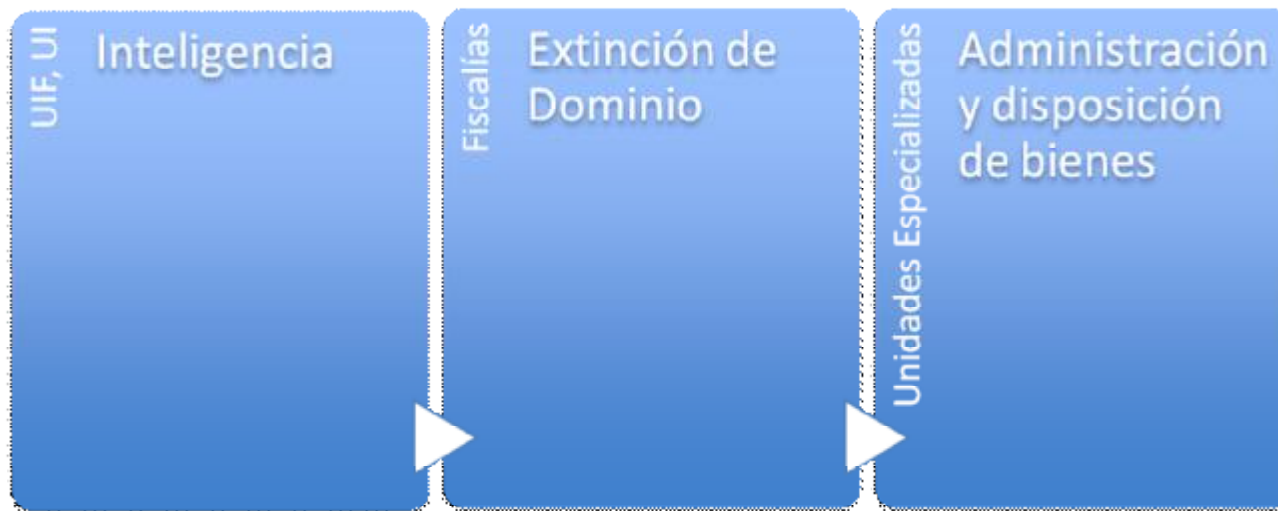 UIF, UI
Inteligencia
Fiscalías
Extinción de
Dominio
Unidades Especializadas
Administración
y disposición
de bienes